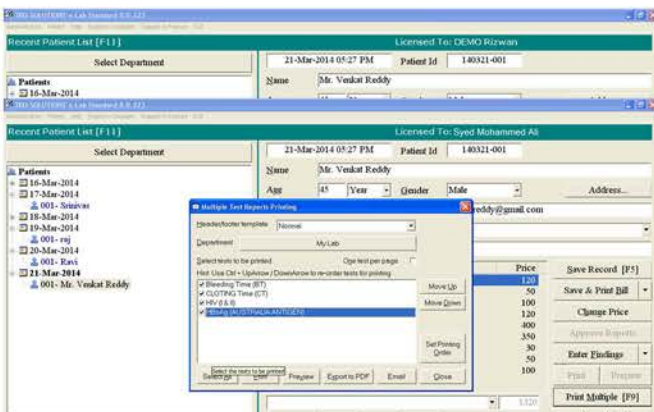 Recent Patient List [F11]
Licensed To: DEMO Rizwan
Select Department
21-Mar-2014 05:27 PM
Patient Id
140321-001
Name
Mr. Venkat Reddy
Patients
16-Mar-2014
Recent Patient List [F11]
Licensed To: Syed Mohammed Ali
Select Department
21-Mar-2014 05:27 PM
Patient Id
140321-001
Name
Mr. Venkat Reddy
Patients
16-Mar-2014
17-Mar-2014
001- Srinivas
18-Mar-2014
19-Mar-2014
001- raj
20-Mar-2014
001- Ravi
21-Mar-2014
001- Mr. Venkat Reddy
Age
45
Year
Gender
Male
Address...
reddy@gmail.com
Multiple Test Reports Printing
Header/footer template
Normal
Department
My Lab
Select tests to be printed
One test per page
Hint: Use Ctrl + UpArrow / DownArrow to re-order tests for printing
Bleeding Time (BT)
CLOTING Time (CT)
HIV (I & II)
HBsAg (AUSTRALIA ANTIGEN)
Move Up
Move Down
Set Printing Order
Select the tests to be printed
Select All
Print
Preview
Export to PDF
Email
Close
Price
120
50
100
120
400
350
30
50
100
1320
Save Record [F5]
Save & Print Bill
Change Price
Approve Reports
Enter Findings
Print
Preview
Print Multiple [F9]